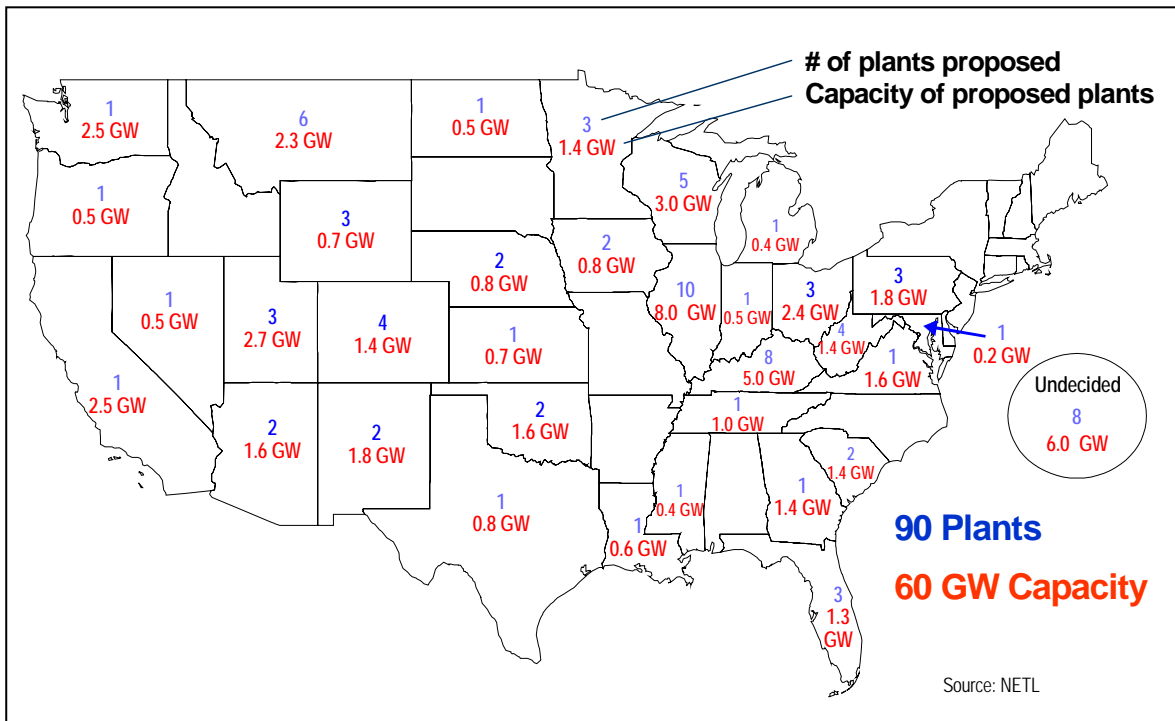 # of plants proposed
Capacity of proposed plants
1
2.5 GW
6
2.3 GW
1
0.5 GW
3
1.4 GW
1
0.5 GW
3
0.7 GW
5
3.0 GW
1
0.4 GW
2
0.8 GW
2
0.8 GW
1
0.5 GW
3
2.7 GW
4
1.4 GW
1
0.7 GW
10
8.0 GW
1
0.5 GW
3
2.4 GW
3
1.8 GW
4
1.4 GW
1
0.2 GW
8
5.0 GW
1
1.6 GW
1
2.5 GW
2
1.6 GW
2
1.8 GW
2
1.6 GW
1
1.0 GW
2
1.4 GW
Undecided
8
6.0 GW
1
0.8 GW
1
0.6 GW
1
0.4 GW
1
1.4 GW
3
1.3
GW
90 Plants
60 GW Capacity
Source: NETL